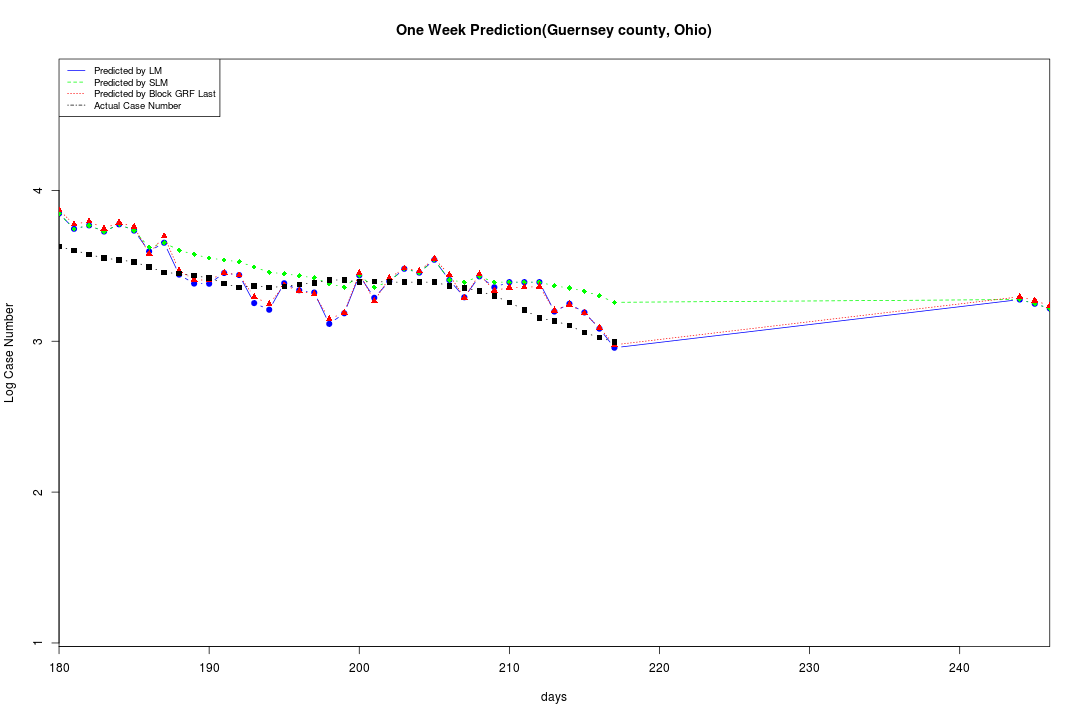 One Week Prediction(Guernsey county, Ohio)
Predicted by LM
Predicted by SLM
Predicted by Block GRF Last
Actual Case Number
4
3
2
1
Log Case Number
180 190 200 210 220 230 240
days